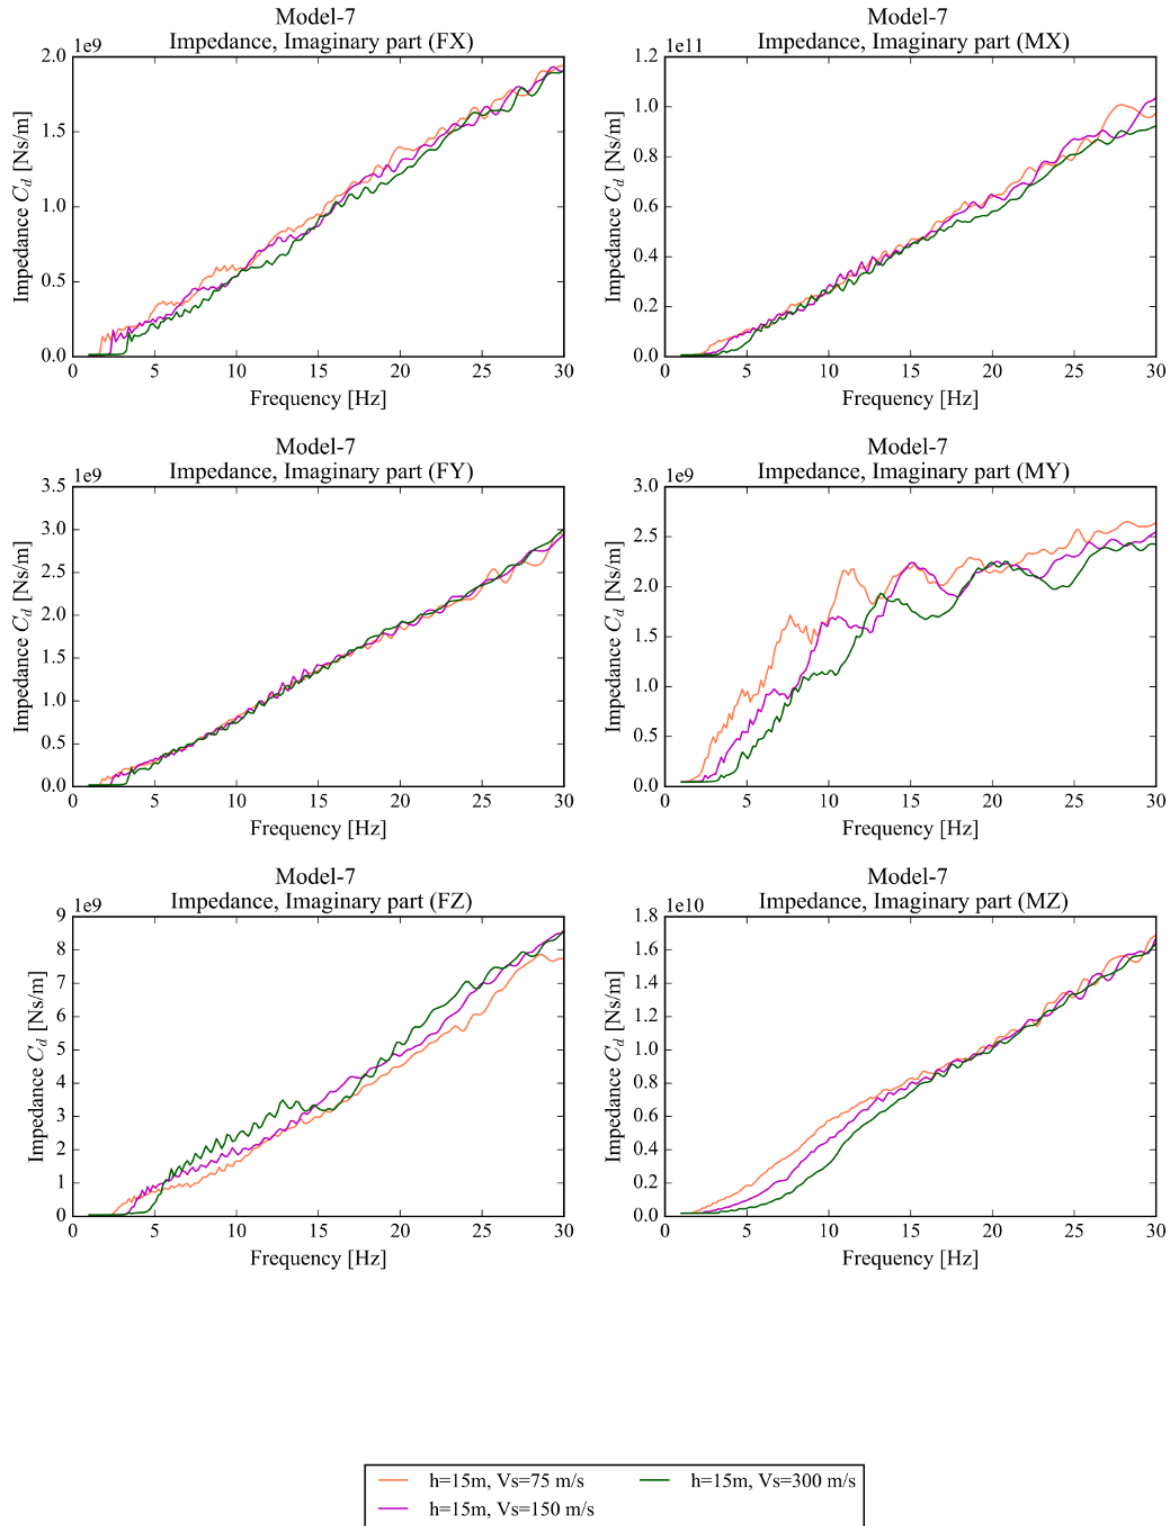 Model-7
Impedance, Imaginary part (FX)
1e9
2.0
1.5
1.0
0.5
0.0
Impedance C_d [Ns/m]
0 5 10 15 20 25 30
Frequency [Hz]
Model-7
Impedance, Imaginary part (MX)
1e11
1.2
1.0
0.8
0.6
0.4
0.2
0.0
Impedance C_d [Ns/m]
0 5 10 15 20 25 30
Frequency [Hz]
Model-7
Impedance, Imaginary part (FY)
1e9
3.5
3.0
2.5
2.0
1.5
1.0
0.5
0.0
Impedance C_d [Ns/m]
0 5 10 15 20 25 30
Frequency [Hz]
Model-7
Impedance, Imaginary part (MY)
1e9
3.0
2.5
2.0
1.5
1.0
0.5
0.0
Impedance C_d [Ns/m]
0 5 10 15 20 25 30
Frequency [Hz]
Model-7
Impedance, Imaginary part (FZ)
1e9
9
8
7
6
5
4
3
2
1
0
Impedance C_d [Ns/m]
0 5 10 15 20 25 30
Frequency [Hz]
Model-7
Impedance, Imaginary part (MZ)
1e10
1.8
1.6
1.4
1.2
1.0
0.8
0.6
0.4
0.2
0.0
Impedance C_d [Ns/m]
0 5 10 15 20 25 30
Frequency [Hz]
h=15m, Vs=75 m/s
h=15m, Vs=150 m/s
h=15m, Vs=300 m/s